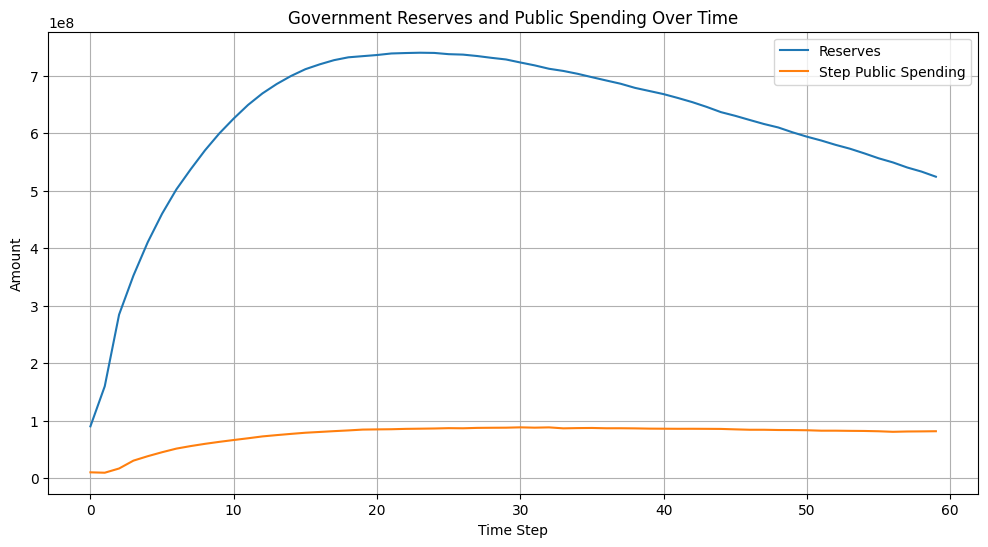 Government Reserves and Public Spending Over Time
1e8
Reserves
Step Public Spending
7
6
5
4
3
2
1
0
Amount
0 10 20 30 40 50 60
Time Step